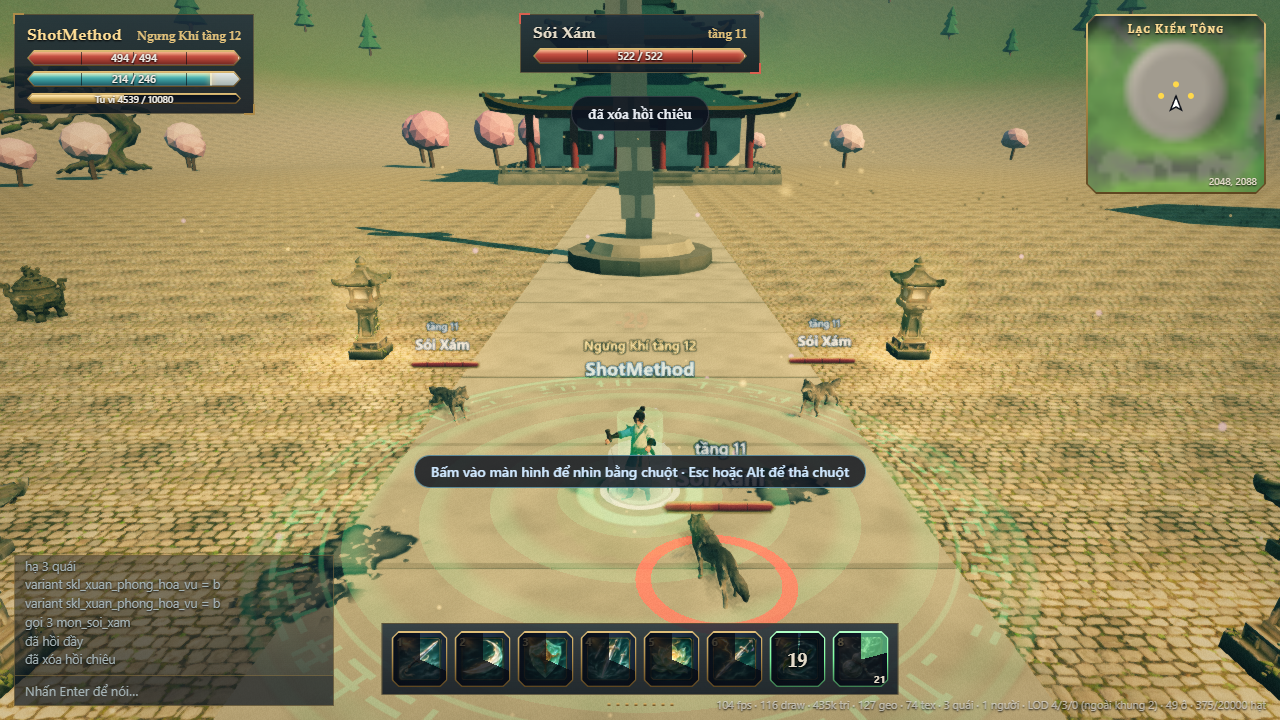 ShotMethod Ngưng Khí tầng 12
494 / 494
214 / 246
Tu vi 4539 / 10080
Sói Xám tầng 11
522 / 522
đã xóa hồi chiêu
LẠC KIẾM TÔNG
2048, 2088
tầng 11
Sói Xám
tầng 11
Sói Xám
Ngưng Khí tầng 12
ShotMethod
tầng 11
Bấm vào màn hình để nhìn bằng chuột · Esc hoặc Alt để thả chuột
hạ 3 quái
variant skl_xuan_phong_hoa_vu = b
variant skl_xuan_phong_hoa_vu = b
gọi 3 mon_soi_xam
đã hồi đầy
đã xóa hồi chiêu
Nhấn Enter để nói...
19
21
104 fps · 116 draw · 435k tri · 127 geo · 74 tex · 3 quái · 1 người · LOD 4/3/0 (ngoài khung 2)